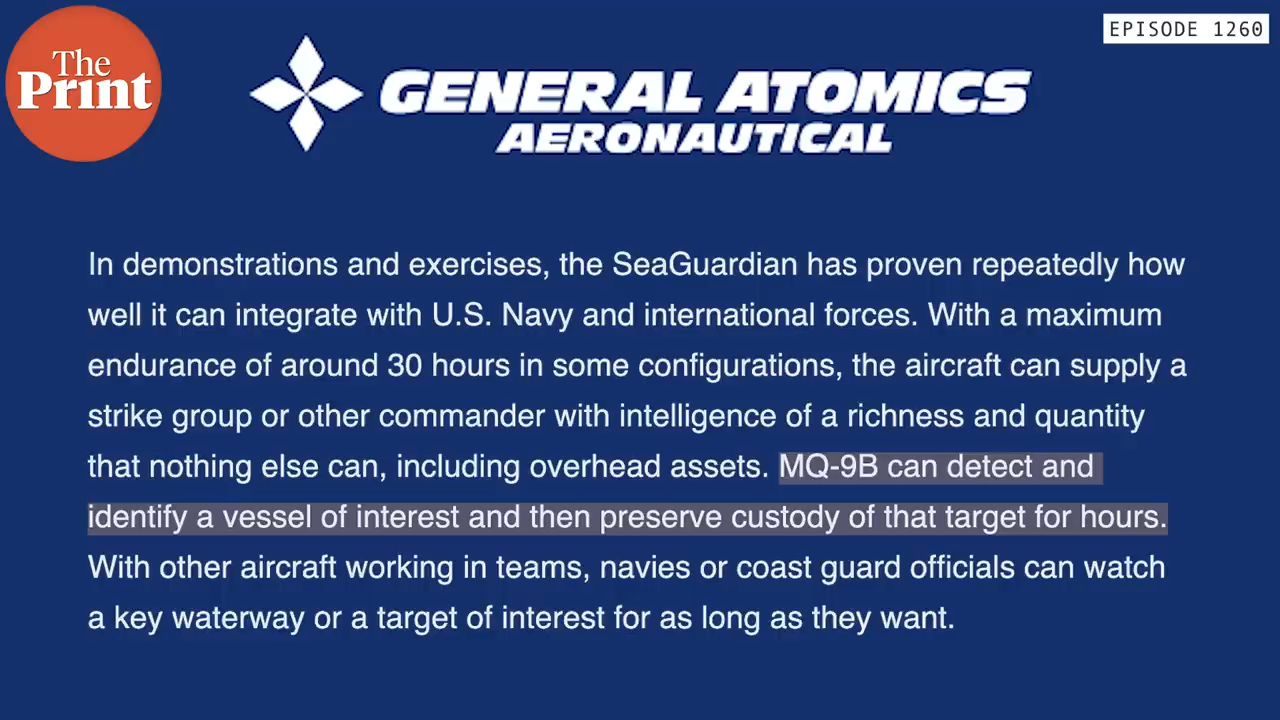 The
Print
EPISODE 1260
GENERAL ATOMICS
AERONAUTICAL
In demonstrations and exercises, the SeaGuardian has proven repeatedly how
well it can integrate with U.S. Navy and international forces. With a maximum
endurance of around 30 hours in some configurations, the aircraft can supply a
strike group or other commander with intelligence of a richness and quantity
that nothing else can, including overhead assets. MQ-9B can detect and
identify a vessel of interest and then preserve custody of that target for hours.
With other aircraft working in teams, navies or coast guard officials can watch
a key waterway or a target of interest for as long as they want.